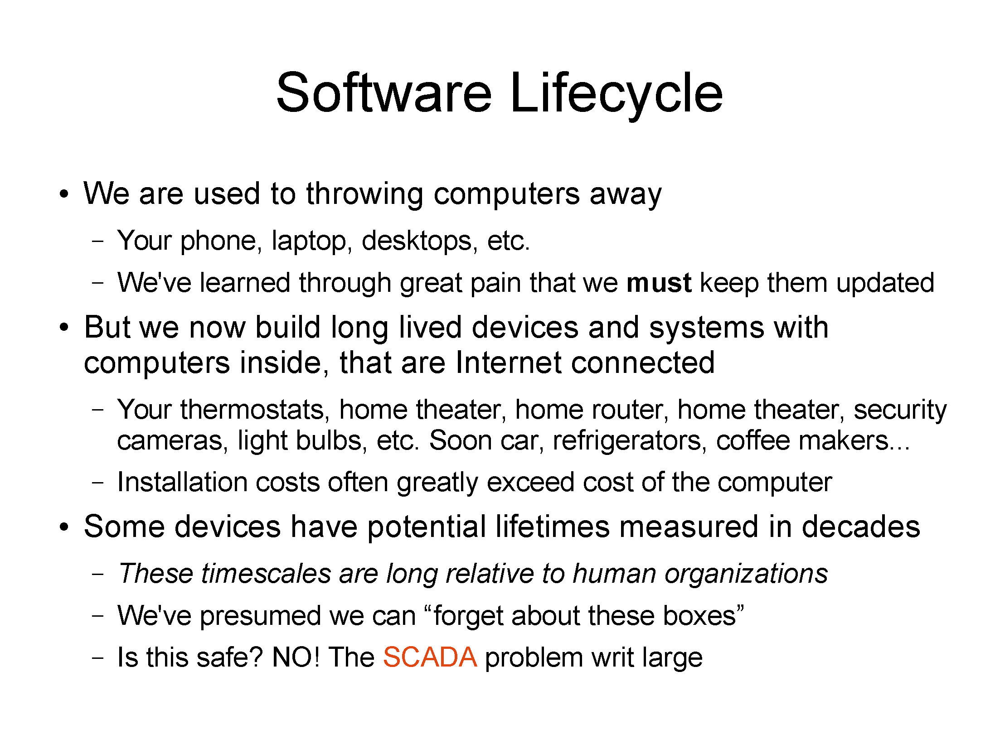 Software Lifecycle
• We are used to throwing computers away
– Your phone, laptop, desktops, etc.
– We've learned through great pain that we must keep them updated
• But we now build long lived devices and systems with
computers inside, that are Internet connected
– Your thermostats, home theater, home router, home theater, security
cameras, light bulbs, etc. Soon car, refrigerators, coffee makers...
– Installation costs often greatly exceed cost of the computer
• Some devices have potential lifetimes measured in decades
– These timescales are long relative to human organizations
– We've presumed we can “forget about these boxes”
– Is this safe? NO! The SCADA problem writ large